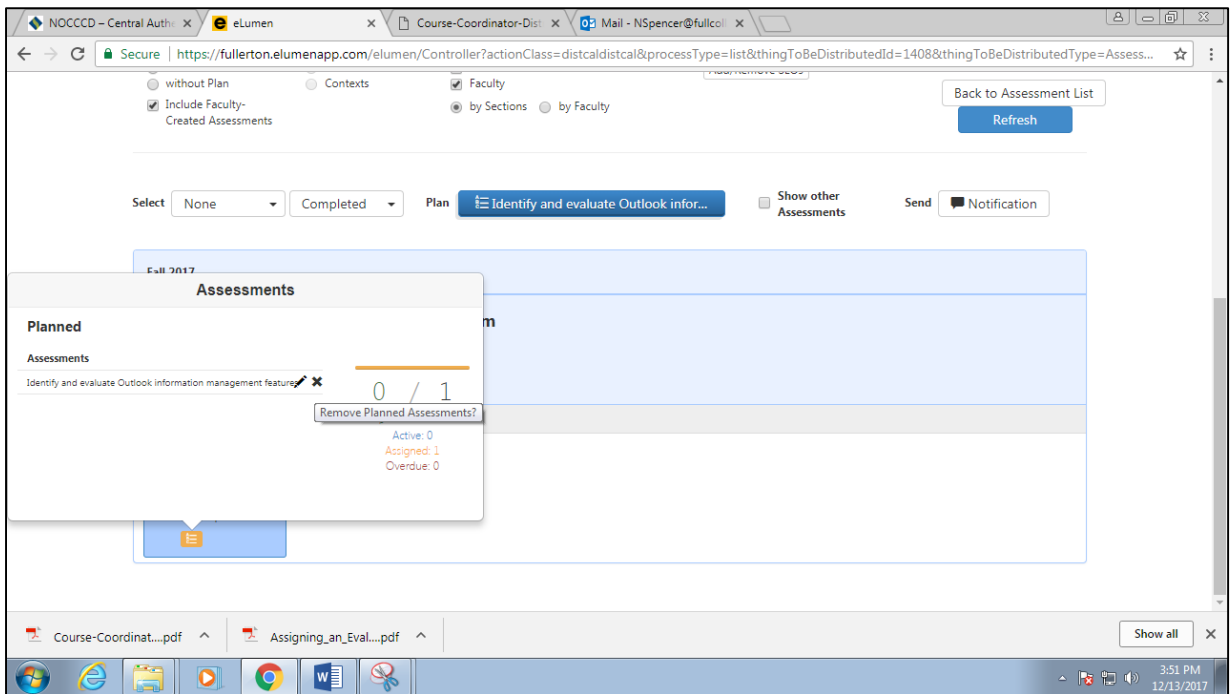 NOCCCD – Central Auth
eLumen
Course-Coordinator-Dist
Mail - NSpencer@fullcoll
Secure | https://fullerton.elumenapp.com/elumen/Controller?actionClass=distcaldistcal&processType=list&thingToBeDistributedId=1408&thingToBeDistributedType=Assess...
without Plan
Contexts
Faculty
Include Faculty-
Created Assessments
by Sections
by Faculty
Back to Assessment List
Refresh
Select
None
Completed
Plan
Identify and evaluate Outlook infor...
Show other
Assessments
Send
Notification
Fall 2017
Assessments
Planned
Assessments
Identify and evaluate Outlook information management features
0 / 1
Remove Planned Assessments?
Active: 0
Assigned: 1
Overdue: 0
m
Course-Coordinat....pdf
Assigning_an_Eval....pdf
Show all
3:51 PM
12/13/2017